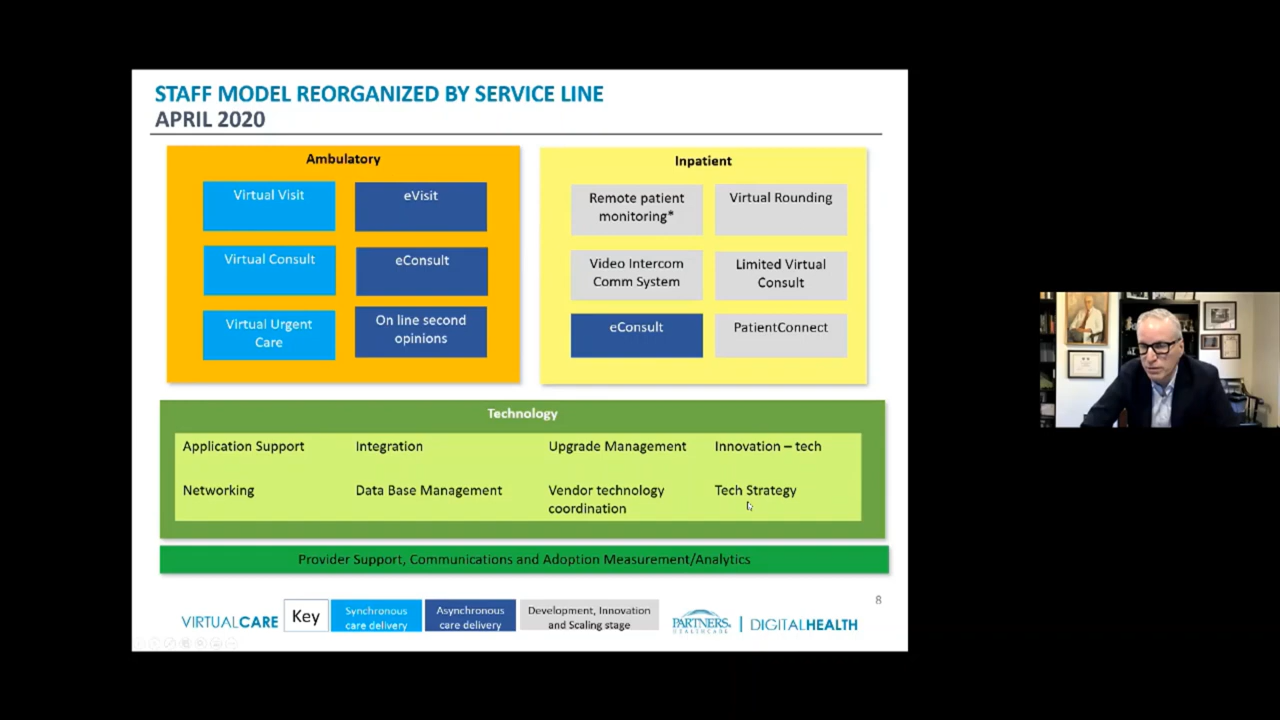 STAFF MODEL REORGANIZED BY SERVICE LINE
APRIL 2020
Ambulatory
Virtual Visit
eVisit
Virtual Consult
eConsult
Virtual Urgent
Care
On line second
opinions
Inpatient
Remote patient
monitoring*
Virtual Rounding
Video Intercom
Comm System
Limited Virtual
Consult
eConsult
PatientConnect
Technology
Application Support
Integration
Upgrade Management
Innovation – tech
Networking
Data Base Management
Vendor technology
coordination
Tech Strategy
Provider Support, Communications and Adoption Measurement/Analytics
8
VIRTUALCARE
Key
Synchronous
care delivery
Asynchronous
care delivery
Development, Innovation
and Scaling stage
PARTNERS.
HEALTHCARE
DIGITALHEALTH